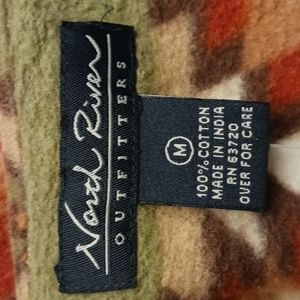 North River
OUTFITTERS
M
100% COTTON
MADE IN INDIA
RN 63720
OVER FOR CARE